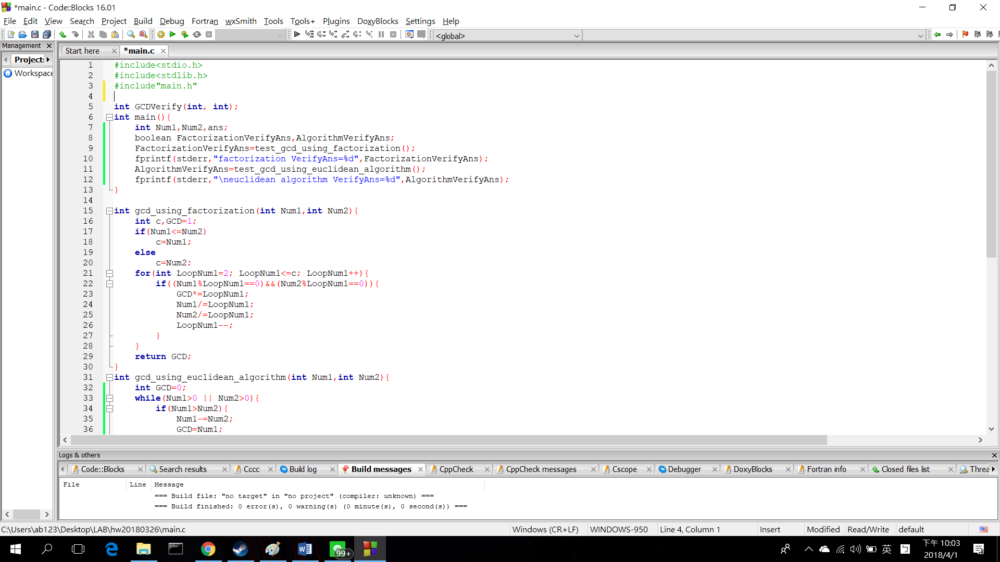 *main.c - Code::Blocks 16.01
File Edit View Search Project Build Debug Fortran wxSmith Tools Tools+ Plugins DoxyBlocks Settings Help
<global>
Management
Start here *main.c
Projects
Workspace
1 #include<stdio.h>
2 #include<stdlib.h>
3 #include"main.h"
4
5 int GCDVerify(int, int);
6 int main(){
7 int Num1,Num2,ans;
8 boolean FactorizationVerifyAns,AlgorithmVerifyAns;
9 FactorizationVerifyAns=test_gcd_using_factorization();
10 fprintf(stderr,"factorization VerifyAns=%d",FactorizationVerifyAns);
11 AlgorithmVerifyAns=test_gcd_using_euclidean_algorithm();
12 fprintf(stderr,"\neuclidean algorithm VerifyAns=%d",AlgorithmVerifyAns);
13 }
14
15 int gcd_using_factorization(int Num1,int Num2){
16 int c,GCD=1;
17 if(Num1<=Num2)
18 c=Num1;
19 else
20 c=Num2;
21 for(int LoopNum1=2; LoopNum1<=c; LoopNum1++){
22 if((Num1%LoopNum1==0)&&(Num2%LoopNum1==0)){
23 GCD*=LoopNum1;
24 Num1/=LoopNum1;
25 Num2/=LoopNum1;
26 LoopNum1--;
27 }
28 }
29 return GCD;
30 }
31 int gcd_using_euclidean_algorithm(int Num1,int Num2){
32 int GCD=0;
33 while(Num1>0 || Num2>0){
34 if(Num1>Num2){
35 Num1-=Num2;
36 GCD=Num1;
Logs & others
Code::Blocks Search results Cccc Build log Build messages CppCheck CppCheck messages Cscope Debugger DoxyBlocks Fortran info Closed files list Threa
File Line Message
=== Build file: "no target" in "no project" (compiler: unknown) ===
=== Build finished: 0 error(s), 0 warning(s) (0 minute(s), 0 second(s)) ===
C:\Users\ab123\Desktop\LAB\hw20180326\main.c Windows (CR+LF) WINDOWS-950 Line 4, Column 1 Insert Modified Read/Write default
99+
英
下午 10:03
2018/4/1